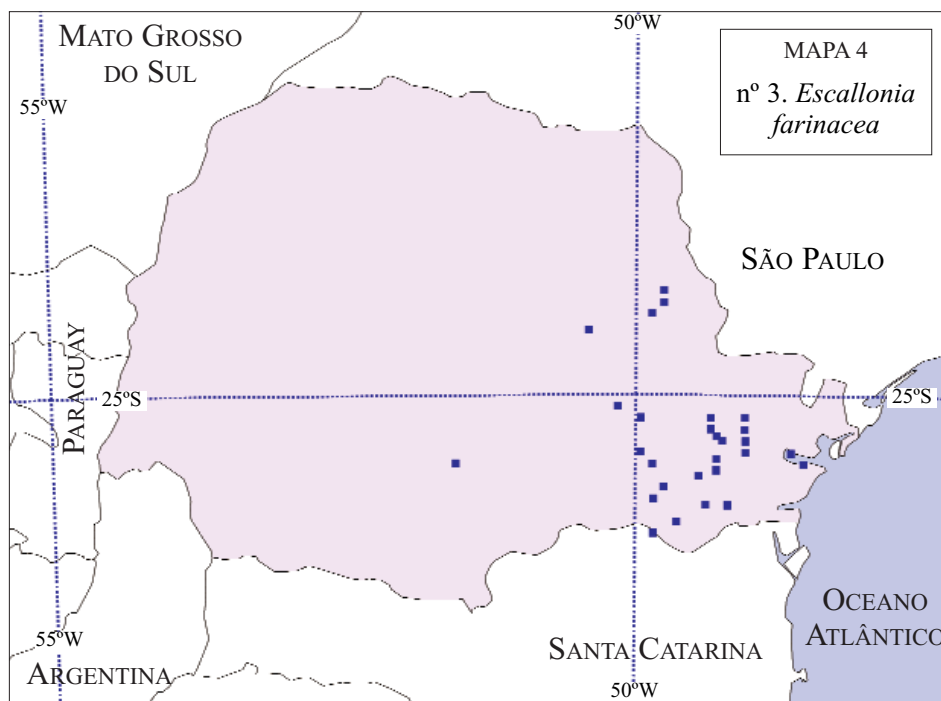 MATO GROSSO
DO SUL
50ºW
MAPA 4
nº 3. Escallonia
farinacea
55ºW
SÃO PAULO
PARAGUAY
25ºS
25ºS
OCEANO
ATLÂNTICO
55ºW
SANTA CATARINA
ARGENTINA
50ºW